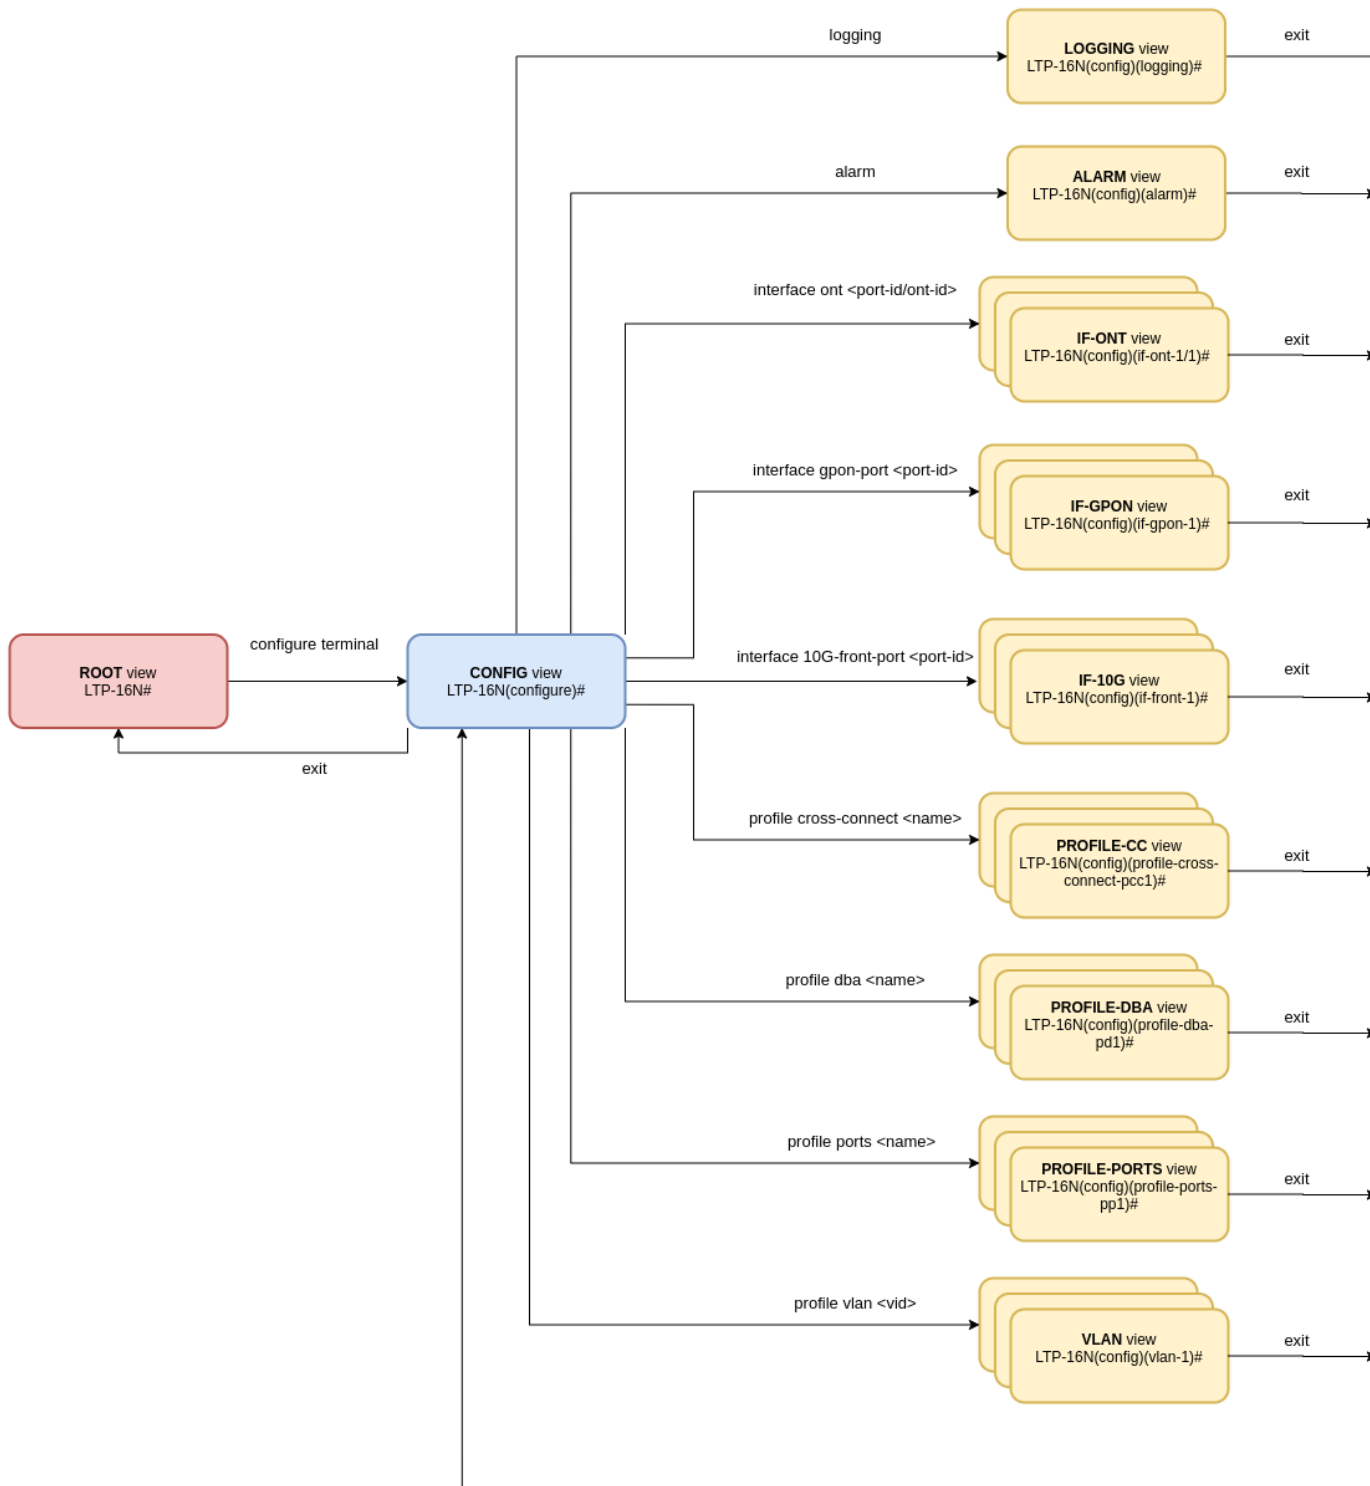 logging
LOGGING view
LTP-16N(config)(logging)#
exit
alarm
ALARM view
LTP-16N(config)(alarm)#
exit
interface ont <port-id/ont-id>
IF-ONT view
LTP-16N(config)(if-ont-1/1)#
exit
interface gpon-port <port-id>
IF-GPON view
LTP-16N(config)(if-gpon-1)#
exit
ROOT view
LTP-16N#
configure terminal
exit
CONFIG view
LTP-16N(configure)#
interface 10G-front-port <port-id>
IF-10G view
LTP-16N(config)(if-front-1)#
exit
profile cross-connect <name>
PROFILE-CC view
LTP-16N(config)(profile-cross-
connect-pcc1)#
exit
profile dba <name>
PROFILE-DBA view
LTP-16N(config)(profile-dba-
pd1)#
exit
profile ports <name>
PROFILE-PORTS view
LTP-16N(config)(profile-ports-
pp1)#
exit
profile vlan <vid>
VLAN view
LTP-16N(config)(vlan-1)#
exit